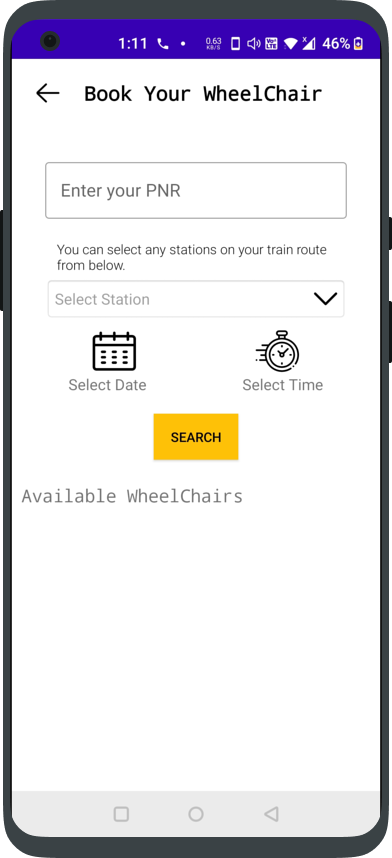 1:11 0.63 KB/S 46%
Book Your WheelChair
Enter your PNR
You can select any stations on your train route
from below.
Select Station
Select Date Select Time
SEARCH
Available WheelChairs